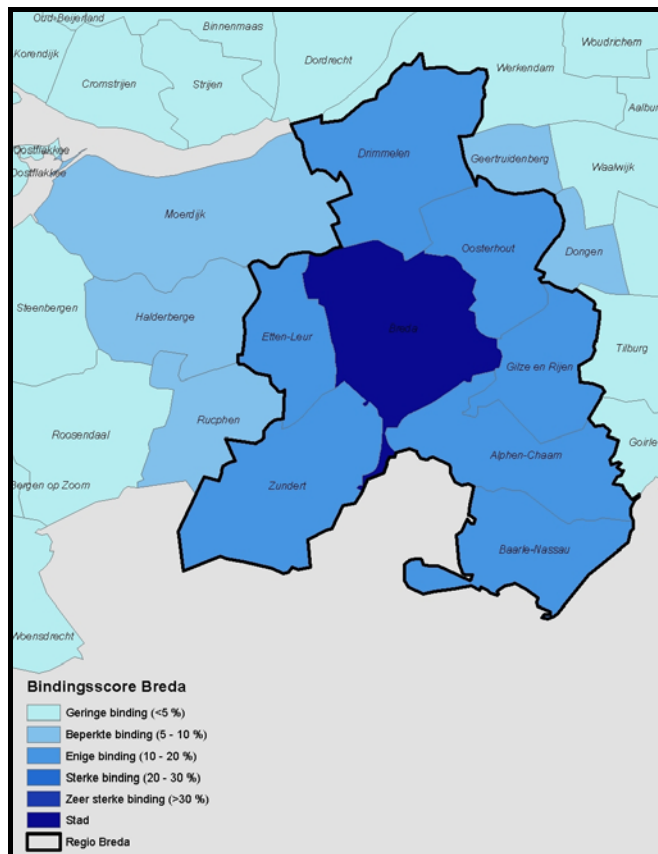 Oud-Beijerland
Binnenmaas
Woudrichem
Korendijk
Dordrecht
Cromstrijen
Strijen
Werkendam
Aalbur
Oostflakkee
Drimmelen
Geertruidenberg
Oostflakkee
Waalwijk
Moerdijk
Oosterhout
Dongen
Steenbergen
Halderberge
Etten-Leur
Breda
Tilburg
Gilze en Rijen
Rucphen
Roosendaal
Goirle
Alphen-Chaam
Bergen op Zoom
Zundert
Baarle-Nassau
Woensdrecht
Bindingsscore Breda
Geringe binding (<5 %)
Beperkte binding (5 - 10 %)
Enige binding (10 - 20 %)
Sterke binding (20 - 30 %)
Zeer sterke binding (>30 %)
Stad
Regio Breda